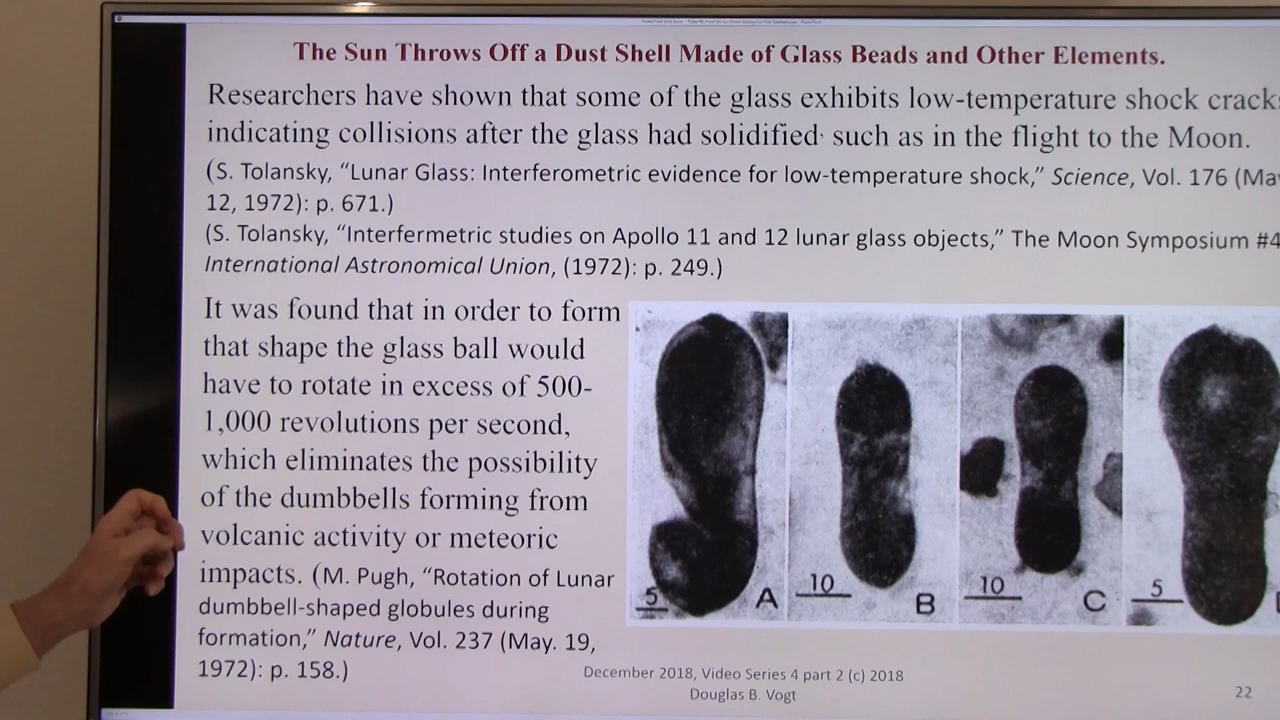 The Sun Throws Off a Dust Shell Made of Glass Beads and Other Elements.
Researchers have shown that some of the glass exhibits low-temperature shock crack
indicating collisions after the glass had solidified, such as in the flight to the Moon.
(S. Tolansky, “Lunar Glass: Interferometric evidence for low-temperature shock,” Science, Vol. 176 (May
12, 1972): p. 671.)
(S. Tolansky, “Interfermetric studies on Apollo 11 and 12 lunar glass objects,” The Moon Symposium #4
International Astronomical Union, (1972): p. 249.)
It was found that in order to form
that shape the glass ball would
have to rotate in excess of 500-
1,000 revolutions per second,
which eliminates the possibility
of the dumbbells forming from
volcanic activity or meteoric
impacts. (M. Pugh, “Rotation of Lunar
dumbbell-shaped globules during
formation,” Nature, Vol. 237 (May. 19,
1972): p. 158.)
5 A 10 B 10 C 5
December 2018, Video Series 4 part 2 (c) 2018
Douglas B. Vogt
22